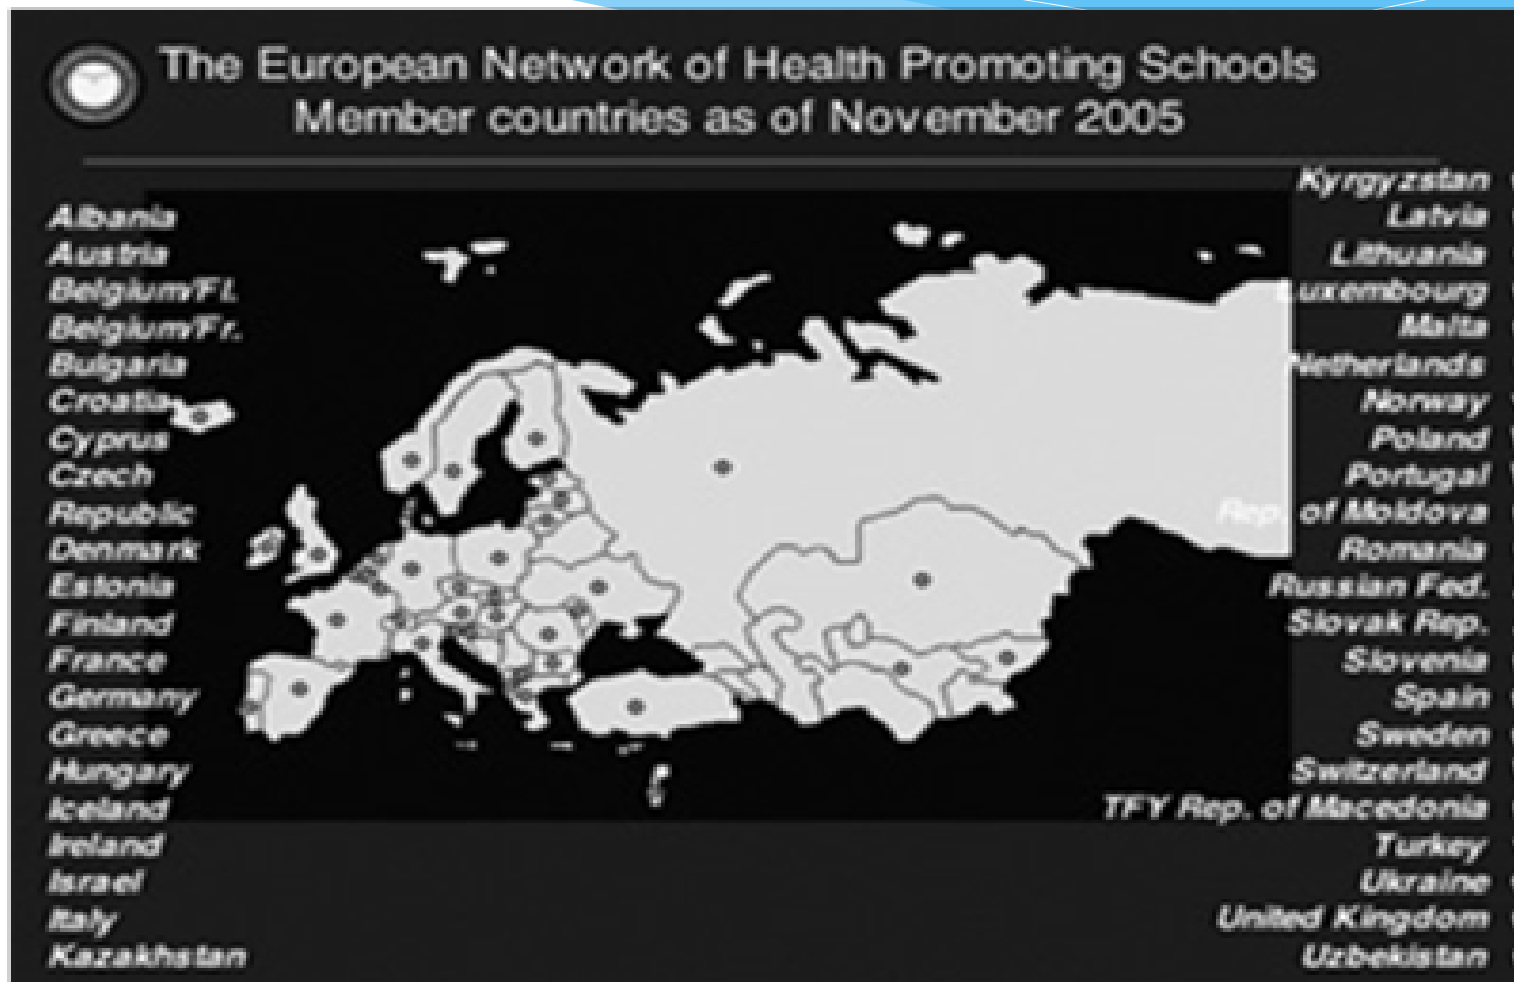 The European Network of Health Promoting Schools
Member countries as of November 2005
Albania
Austria
Belgium/Fl.
Belgium/Fr.
Bulgaria
Croatia
Cyprus
Czech
Republic
Denmark
Estonia
Finland
France
Germany
Greece
Hungary
Iceland
Ireland
Israel
Italy
Kazakhstan
Kyrgyzstan
Latvia
Lithuania
Luxembourg
Malta
Netherlands
Norway
Poland
Portugal
Rep. of Moldova
Romania
Russian Fed.
Slovak Rep.
Slovenia
Spain
Sweden
Switzerland
TFY Rep. of Macedonia
Turkey
Ukraine
United Kingdom
Uzbekistan